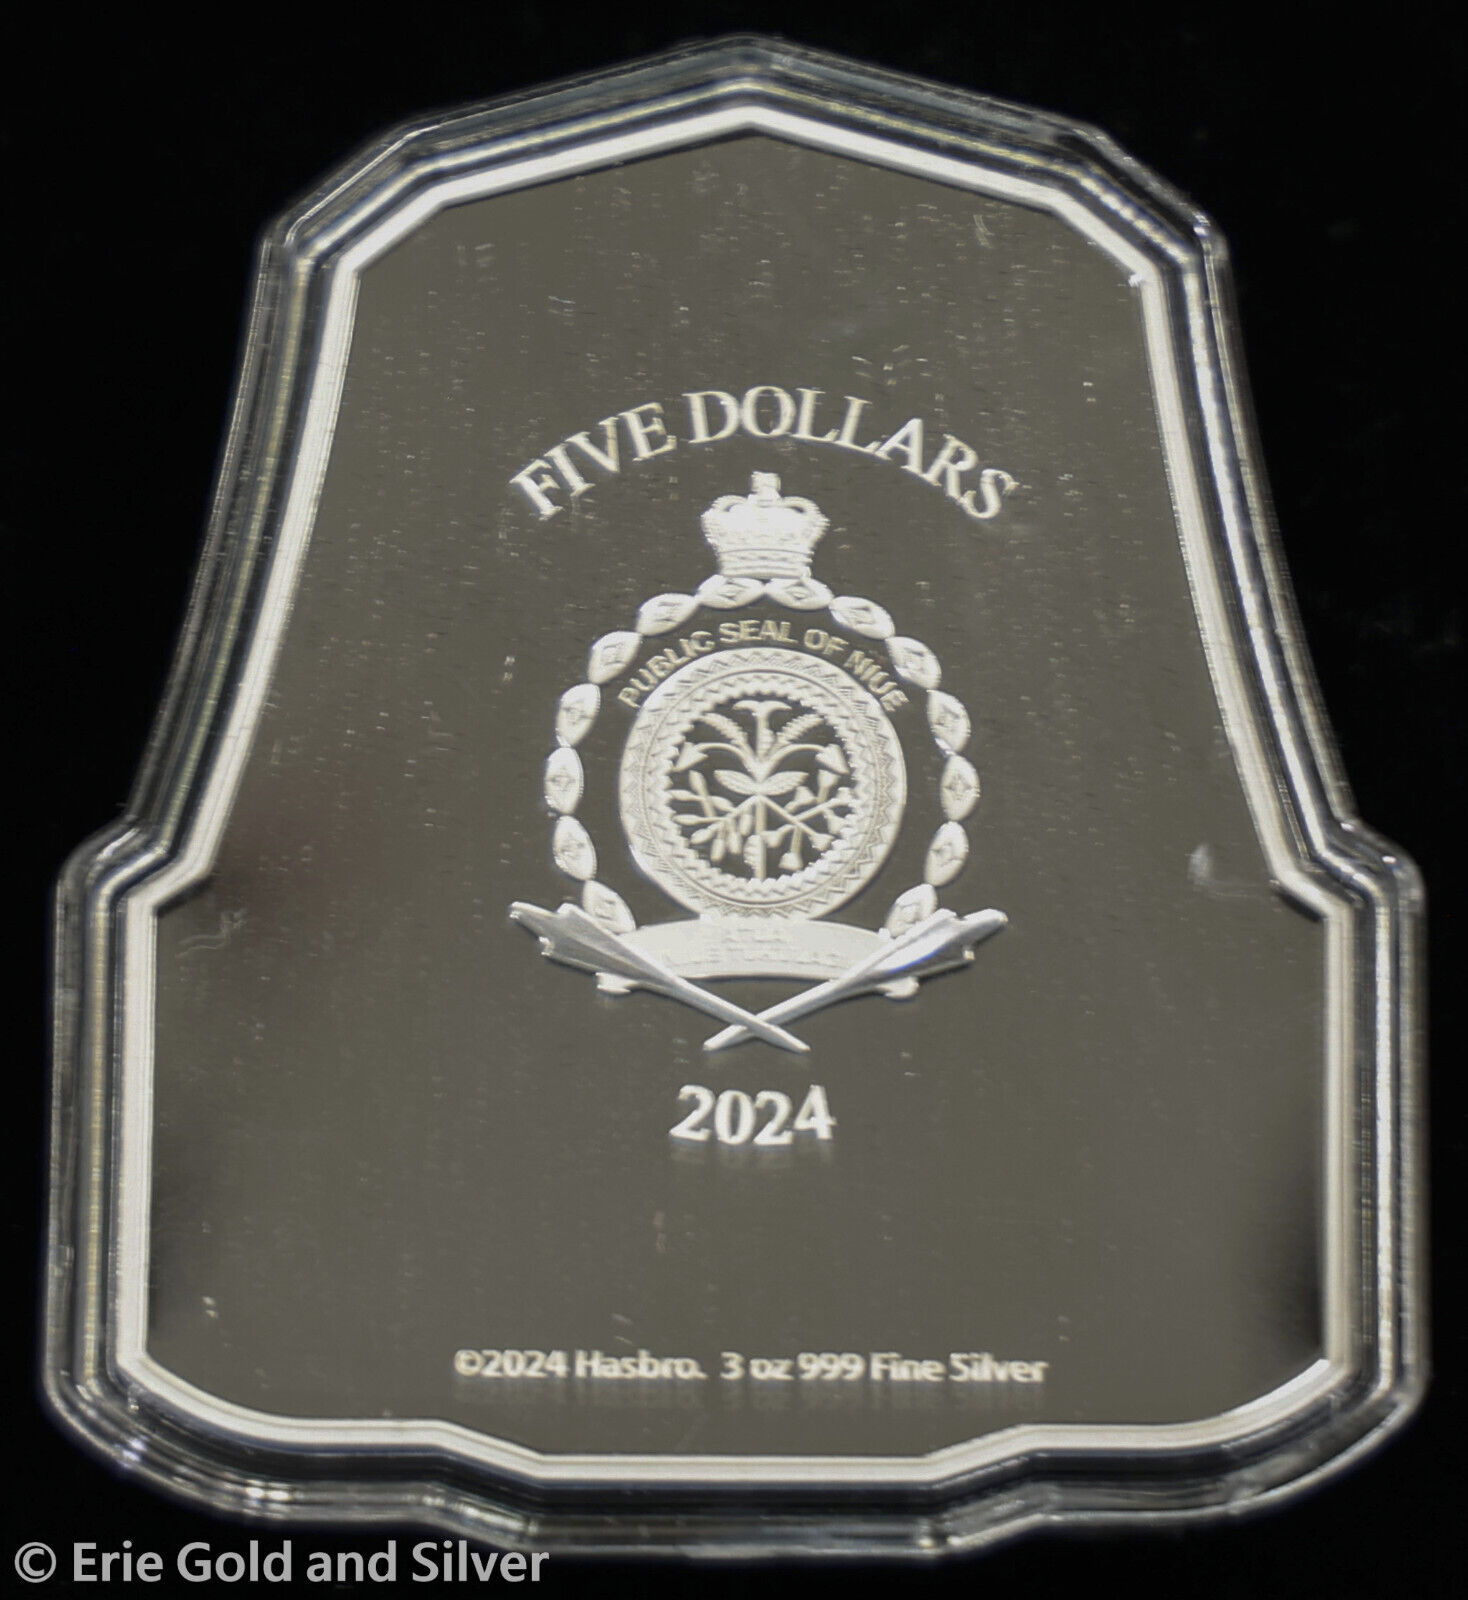 FIVE DOLLARS
PUBLIC SEAL OF NIUE
2024
©2024 Hasbro. 3 oz 999 Fine Silver
© Erie Gold and Silver